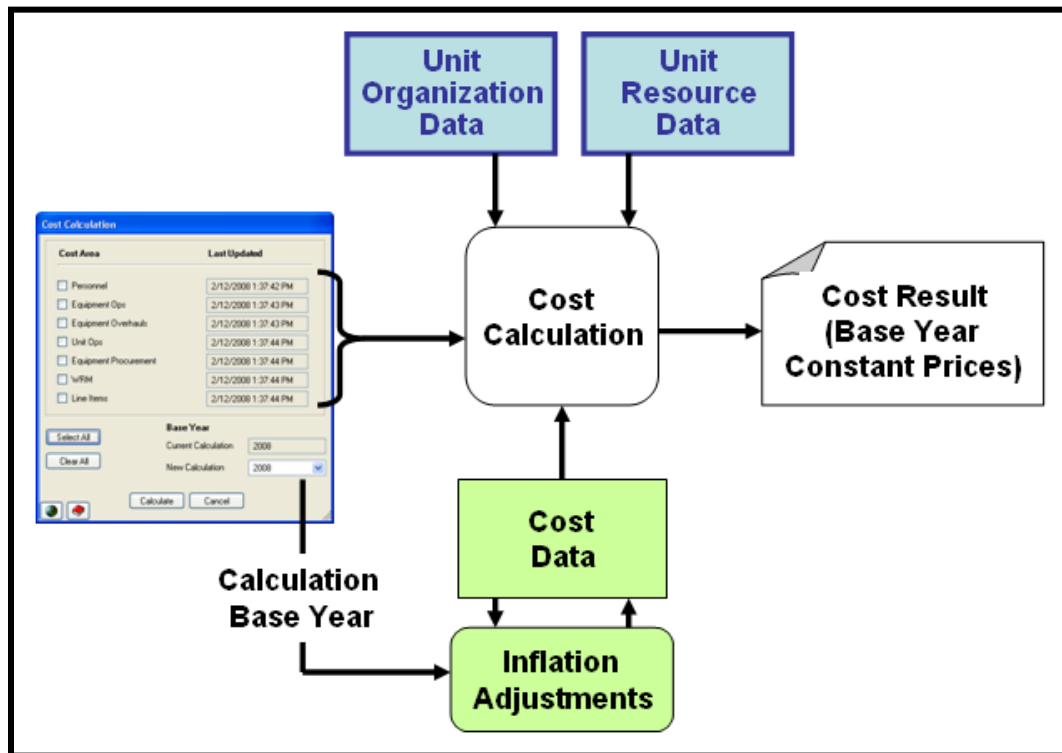 Unit
Organization
Data
Unit
Resource
Data
Cost Calculation
Cost Area Last Updated
Personnel 2/12/2008 1:37:42 PM
Equipment Ops 2/12/2008 1:37:43 PM
Equipment Overhauls 2/12/2008 1:37:43 PM
Unit Ops 2/12/2008 1:37:44 PM
Equipment Procurement 2/12/2008 1:37:44 PM
WRM 2/12/2008 1:37:44 PM
Line Items 2/12/2008 1:37:44 PM
Select All
Clear All
Base Year
Current Calculation 2008
New Calculation 2008
Calculate Cancel
Cost
Calculation
Cost Result
(Base Year
Constant Prices)
Cost
Data
Calculation
Base Year
Inflation
Adjustments